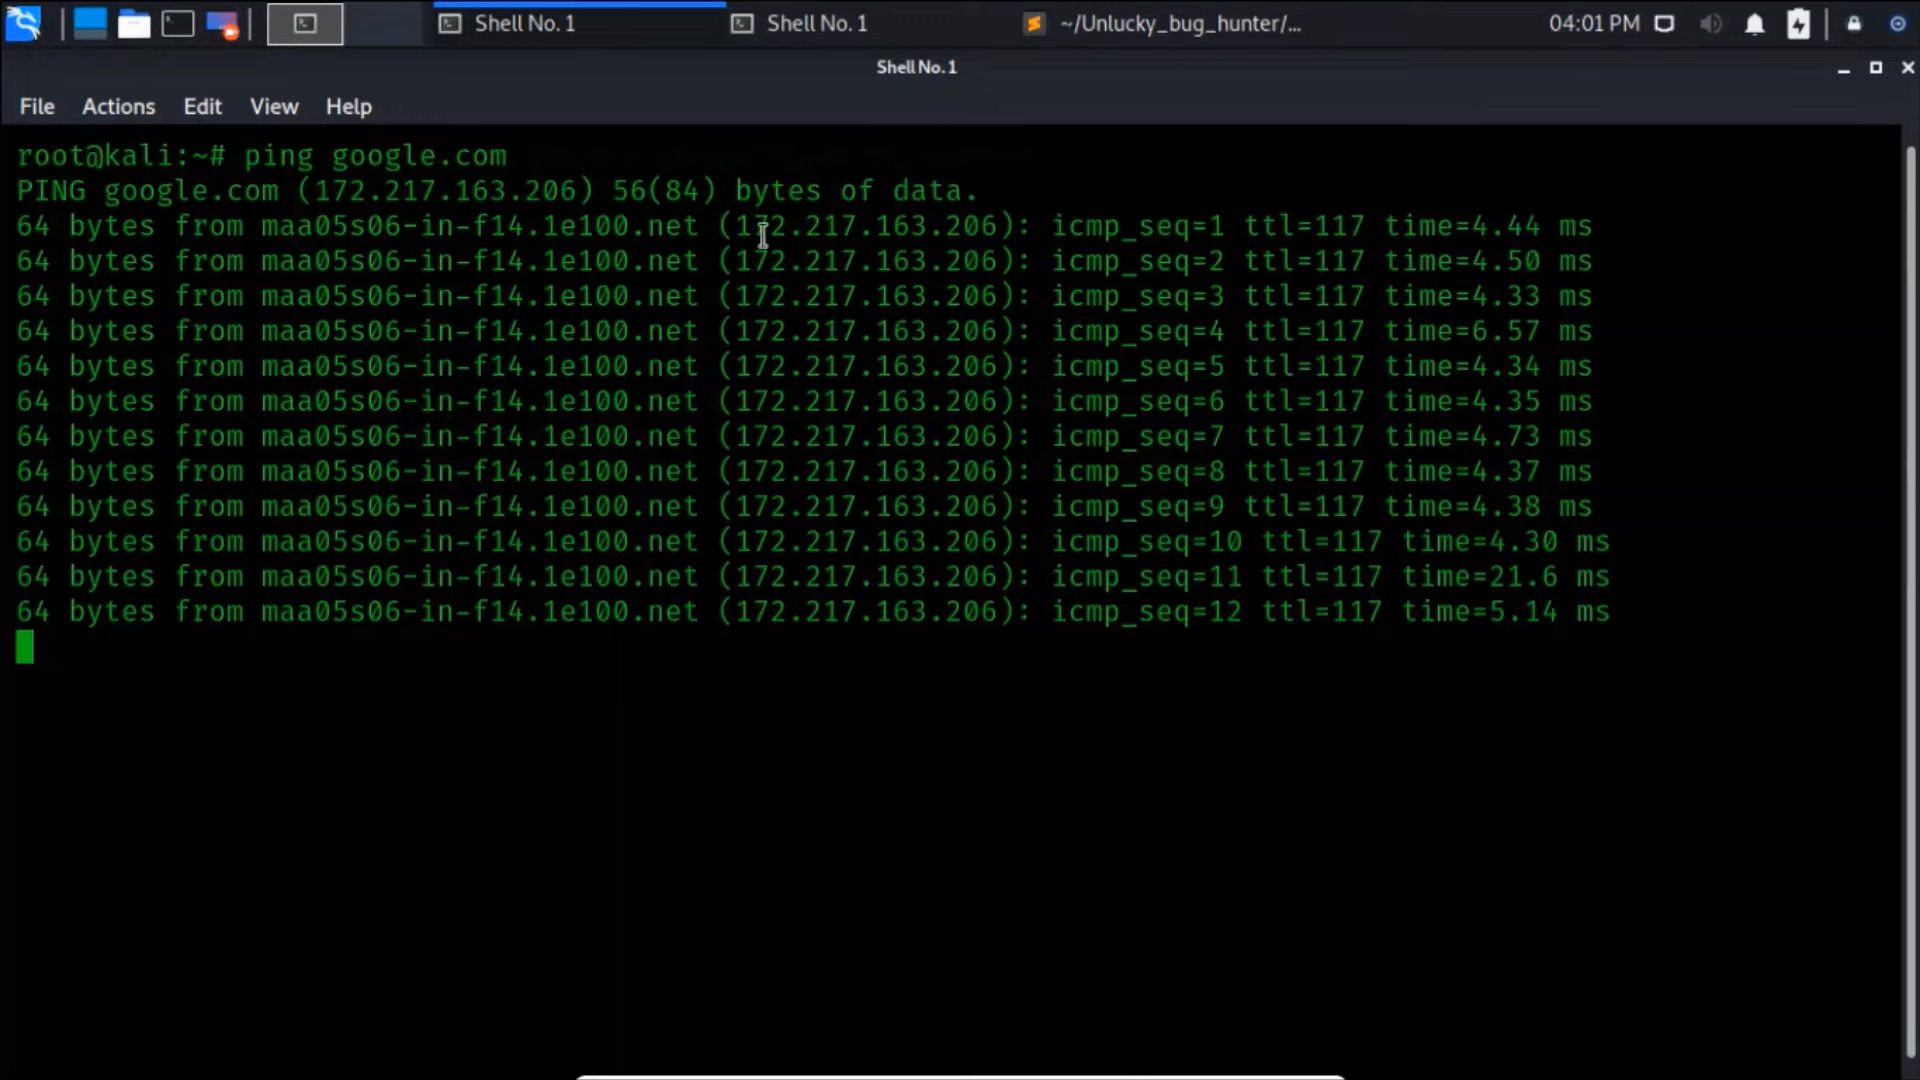 Shell No. 1
Shell No. 1
~/Unlucky_bug_hunter/...
04:01 PM
Shell No. 1
File Actions Edit View Help
root@kali:~# ping google.com
PING google.com (172.217.163.206) 56(84) bytes of data.
64 bytes from maa05s06-in-f14.1e100.net (172.217.163.206): icmp_seq=1 ttl=117 time=4.44 ms
64 bytes from maa05s06-in-f14.1e100.net (172.217.163.206): icmp_seq=2 ttl=117 time=4.50 ms
64 bytes from maa05s06-in-f14.1e100.net (172.217.163.206): icmp_seq=3 ttl=117 time=4.33 ms
64 bytes from maa05s06-in-f14.1e100.net (172.217.163.206): icmp_seq=4 ttl=117 time=6.57 ms
64 bytes from maa05s06-in-f14.1e100.net (172.217.163.206): icmp_seq=5 ttl=117 time=4.34 ms
64 bytes from maa05s06-in-f14.1e100.net (172.217.163.206): icmp_seq=6 ttl=117 time=4.35 ms
64 bytes from maa05s06-in-f14.1e100.net (172.217.163.206): icmp_seq=7 ttl=117 time=4.73 ms
64 bytes from maa05s06-in-f14.1e100.net (172.217.163.206): icmp_seq=8 ttl=117 time=4.37 ms
64 bytes from maa05s06-in-f14.1e100.net (172.217.163.206): icmp_seq=9 ttl=117 time=4.38 ms
64 bytes from maa05s06-in-f14.1e100.net (172.217.163.206): icmp_seq=10 ttl=117 time=4.30 ms
64 bytes from maa05s06-in-f14.1e100.net (172.217.163.206): icmp_seq=11 ttl=117 time=21.6 ms
64 bytes from maa05s06-in-f14.1e100.net (172.217.163.206): icmp_seq=12 ttl=117 time=5.14 ms